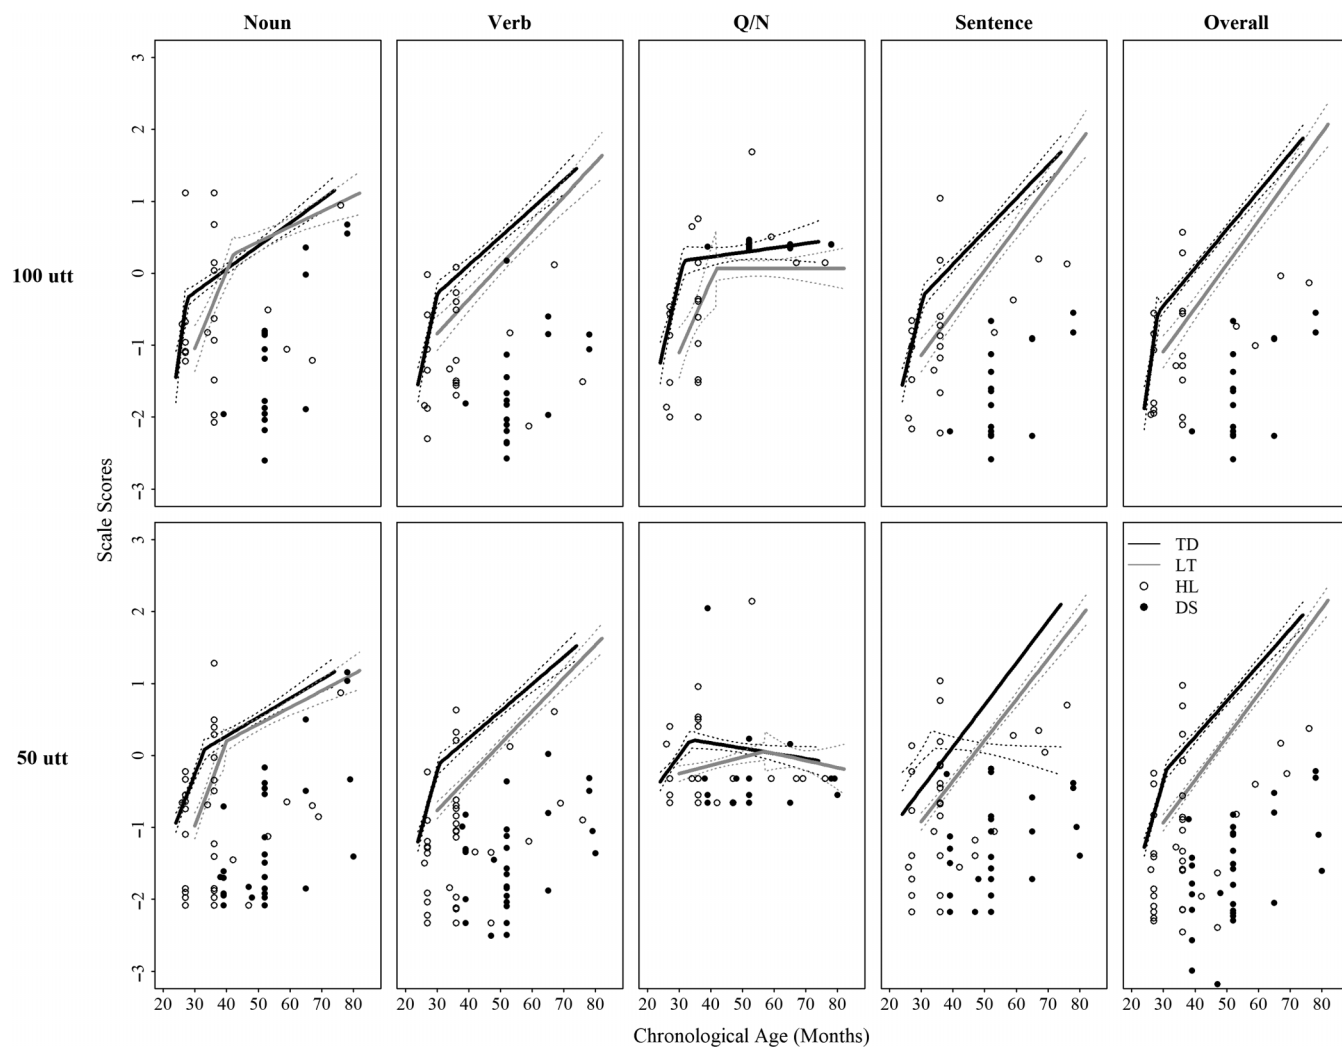 Noun Verb Q/N Sentence Overall
100 utt
3 2 1 0 −1 −2 −3
Scale Scores
50 utt
3 2 1 0 −1 −2 −3
TD
LT
HL
DS
20 30 40 50 60 70 80 20 30 40 50 60 70 80 20 30 40 50 60 70 80 20 30 40 50 60 70 80 20 30 40 50 60 70 80
Chronological Age (Months)